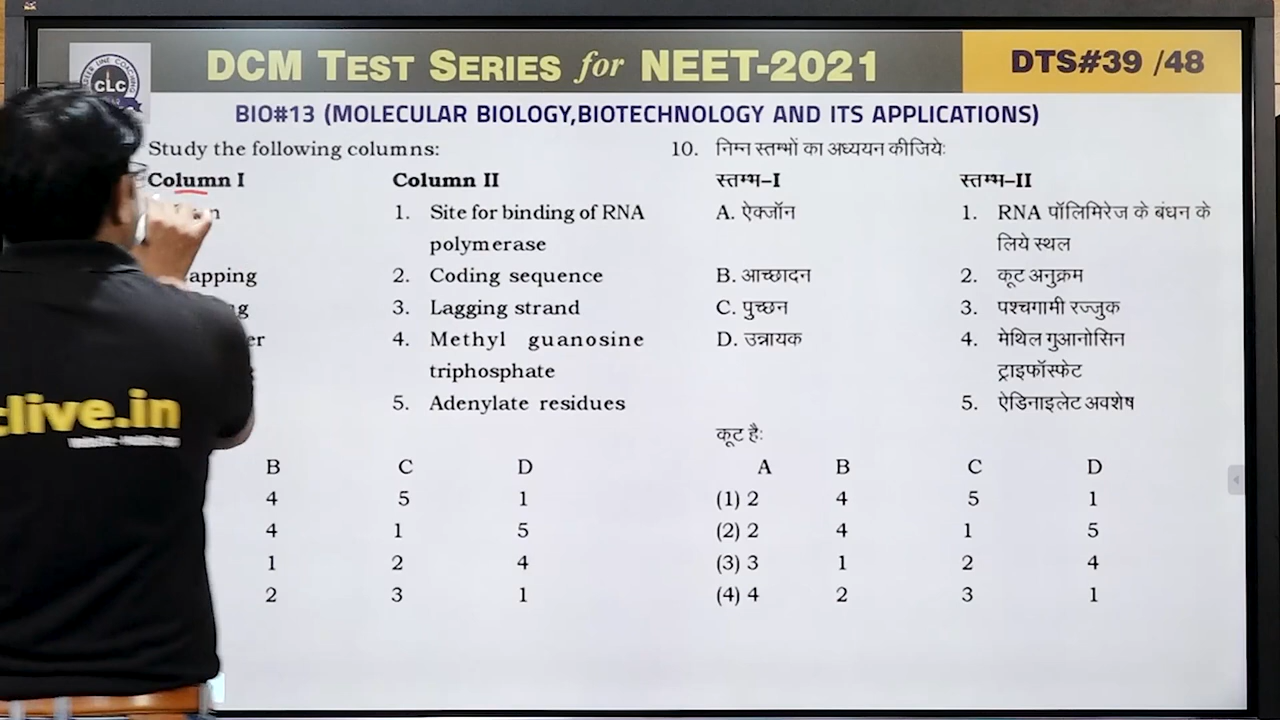 CLC
DCM TEST SERIES for NEET-2021
DTS#39 /48
BIO#13 (MOLECULAR BIOLOGY,BIOTECHNOLOGY AND ITS APPLICATIONS)
Study the following columns:
Column I Column II
1. Site for binding of RNA
polymerase
apping 2. Coding sequence
3. Lagging strand
4. Methyl guanosine
triphosphate
5. Adenylate residues
B C D
4 5 1
4 1 5
1 2 4
2 3 1
10. निम्न स्तम्भों का अध्ययन कीजियेः
स्तम्भ-I स्तम्भ-II
A. ऐक्जॉन 1. RNA पॉलिमिरेज के बंधन के
लिये स्थल
B. आच्छादन 2. कूट अनुक्रम
C. पुच्छन 3. पश्चगामी रज्जुक
D. उन्नायक 4. मेथिल गुआनोसिन
ट्राइफॉस्फेट
5. ऐडिनाइलेट अवशेष
कूट हैः
A B C D
(1) 2 4 5 1
(2) 2 4 1 5
(3) 3 1 2 4
(4) 4 2 3 1
clive.in